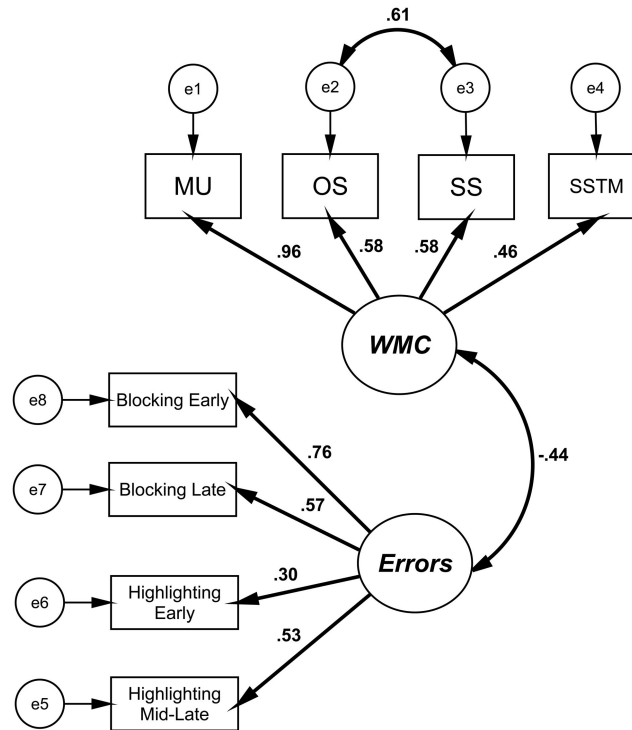 .61
e1
e2
e3
e4
MU
OS
SS
SSTM
.96
.58
.58
.46
WMC
e8
Blocking Early
.76
-.44
e7
Blocking Late
.57
Errors
e6
Highlighting
Early
.30
.53
e5
Highlighting
Mid-Late